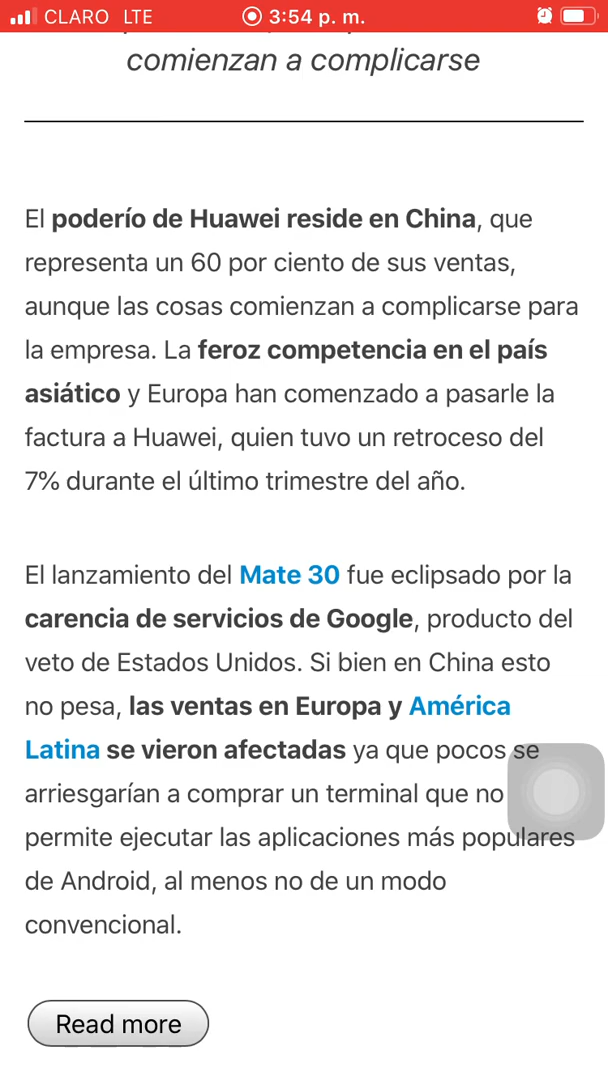 CLARO LTE 3:54 p. m.
comienzan a complicarse
El poderío de Huawei reside en China, que
representa un 60 por ciento de sus ventas,
aunque las cosas comienzan a complicarse para
la empresa. La feroz competencia en el país
asiático y Europa han comenzado a pasarle la
factura a Huawei, quien tuvo un retroceso del
7% durante el último trimestre del año.
El lanzamiento del Mate 30 fue eclipsado por la
carencia de servicios de Google, producto del
veto de Estados Unidos. Si bien en China esto
no pesa, las ventas en Europa y América
Latina se vieron afectadas ya que pocos se
arriesgarían a comprar un terminal que no
permite ejecutar las aplicaciones más populares
de Android, al menos no de un modo
convencional.
Read more